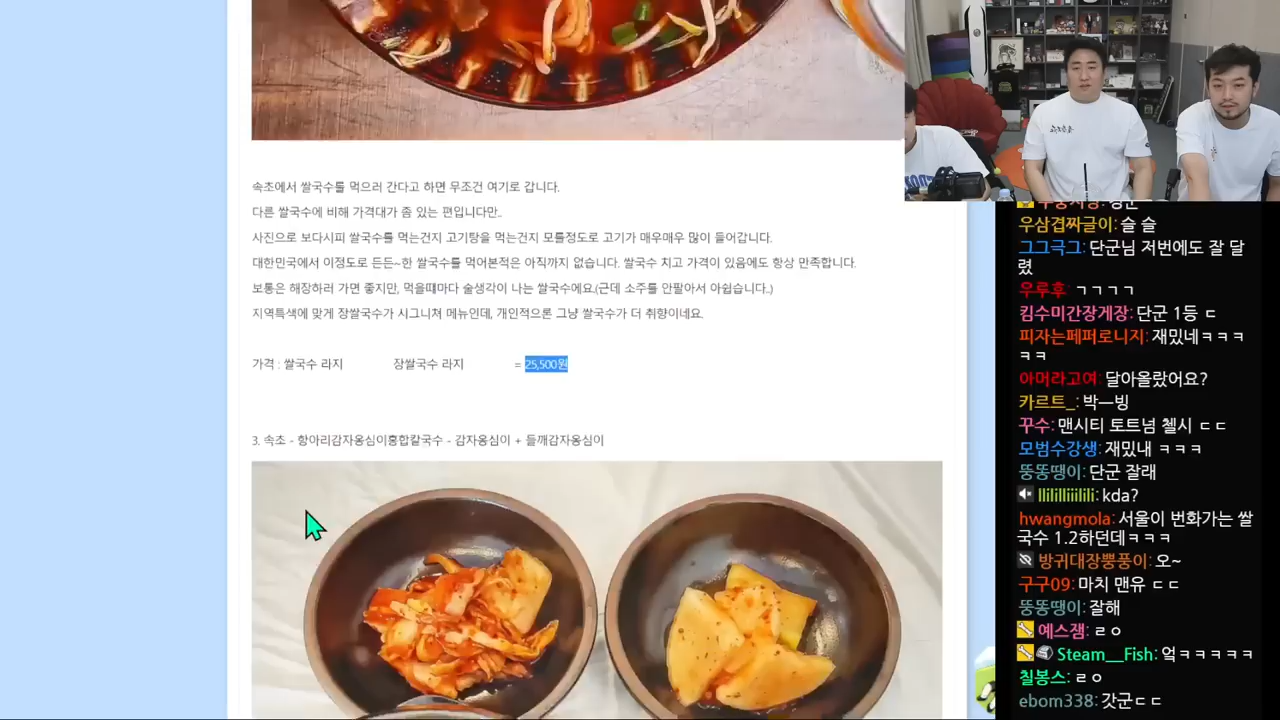 속초에서 쌀국수를 먹으러 간다고 하면 무조건 여기로 갑니다.
다른 쌀국수에 비해 가격대가 좀 있는 편입니다만..
사진으로 보다시피 쌀국수를 먹는건지 고기탕을 먹는건지 모를정도로 고기가 매우매우 많이 들어갑니다.
대한민국에서 이정도로 든든~한 쌀국수를 먹어본적은 아직까지 없습니다. 쌀국수 치고 가격이 있음에도 항상 만족합니다.
보통은 해장하러 가면 좋지만, 먹을때마다 술생각이 나는 쌀국수에요.(근데 소주를 안팔아서 아쉽습니다..)
지역특색에 맞게 장쌀국수가 시그니쳐 메뉴인데, 개인적으론 그냥 쌀국수가 더 취향이네요.
가격 : 쌀국수 라지 장쌀국수 라지 = 25,500원
3. 속초 - 항아리감자옹심이홍합칼국수 - 감자옹심이 + 들깨감자옹심이
우삼겹짜글이: 슬 슬
그그극그: 단군님 저번에도 잘 달
렸
우루후: ㄱㄱㄱㄱ
킴수미간장게장: 단군 1등 ㄷ
피자는페퍼로니지: 재밌네ㅋㅋㅋ
ㅋㅋ
아머라고여: 달아올랐어요?
카르트_: 박ㅡ빙
꾸수: 맨시티 토트넘 첼시 ㄷㄷ
모범수강생: 재밌내 ㅋㅋㅋ
뚱뚱땡이: 단군 잘래
llililliiilili: kda?
hwangmola: 서울이 번화가는 쌀
국수 1.2하던데ㅋㅋㅋ
방귀대장뿡풍이: 오~
구구09: 마치 맨유 ㄷㄷ
뚱뚱땡이: 잘해
예스잼: ㄹㅇ
Steam__Fish: 엌ㅋㅋㅋㅋㅋ
칠봉스: ㄹㅇ
ebom338: 갓군ㄷㄷ